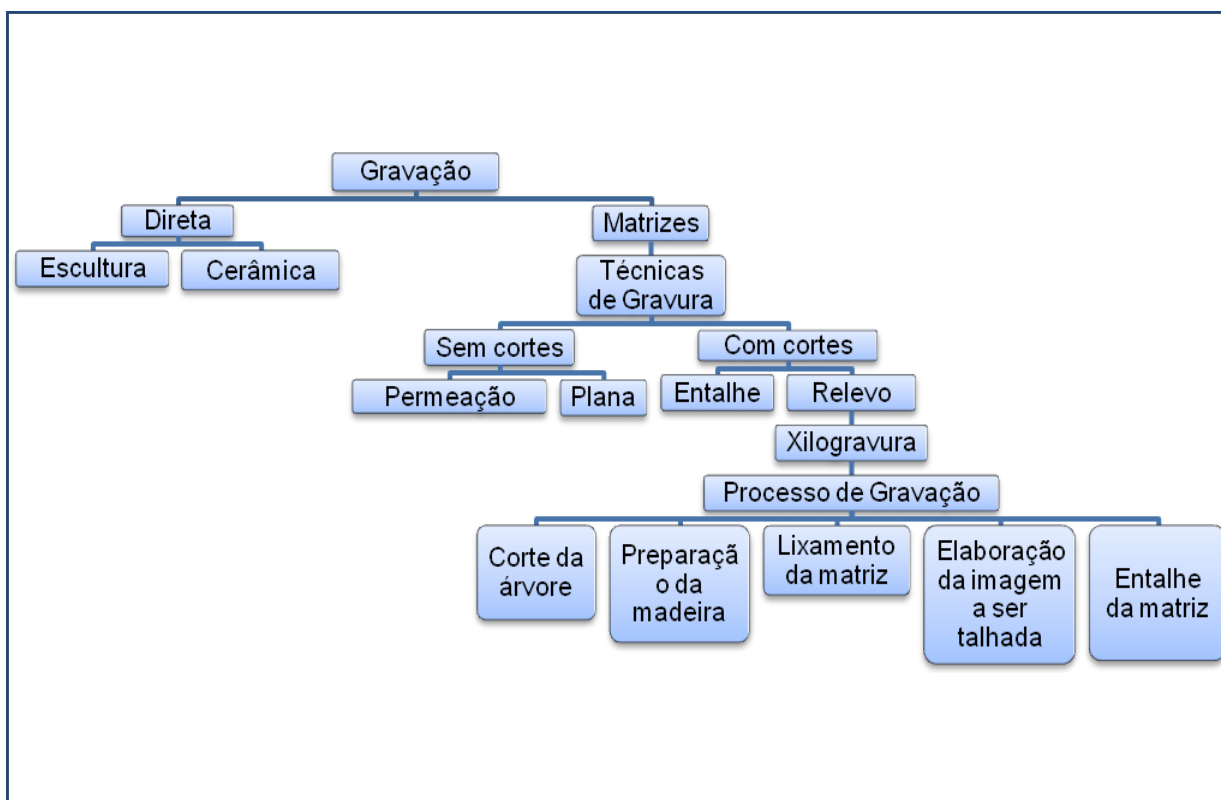 Gravação
Direta
Matrizes
Escultura
Cerâmica
Técnicas
de Gravura
Sem cortes
Com cortes
Permeação
Plana
Entalhe
Relevo
Xilogravura
Processo de Gravação
Corte da
árvore
Preparaçã
o da
madeira
Lixamento
da matriz
Elaboração
da imagem
a ser
talhada
Entalhe
da matriz